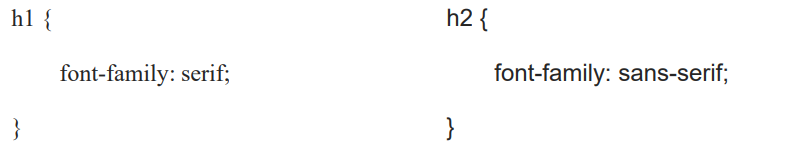 h1 {
font-family: serif;
}
h2 {
font-family: sans-serif;
}